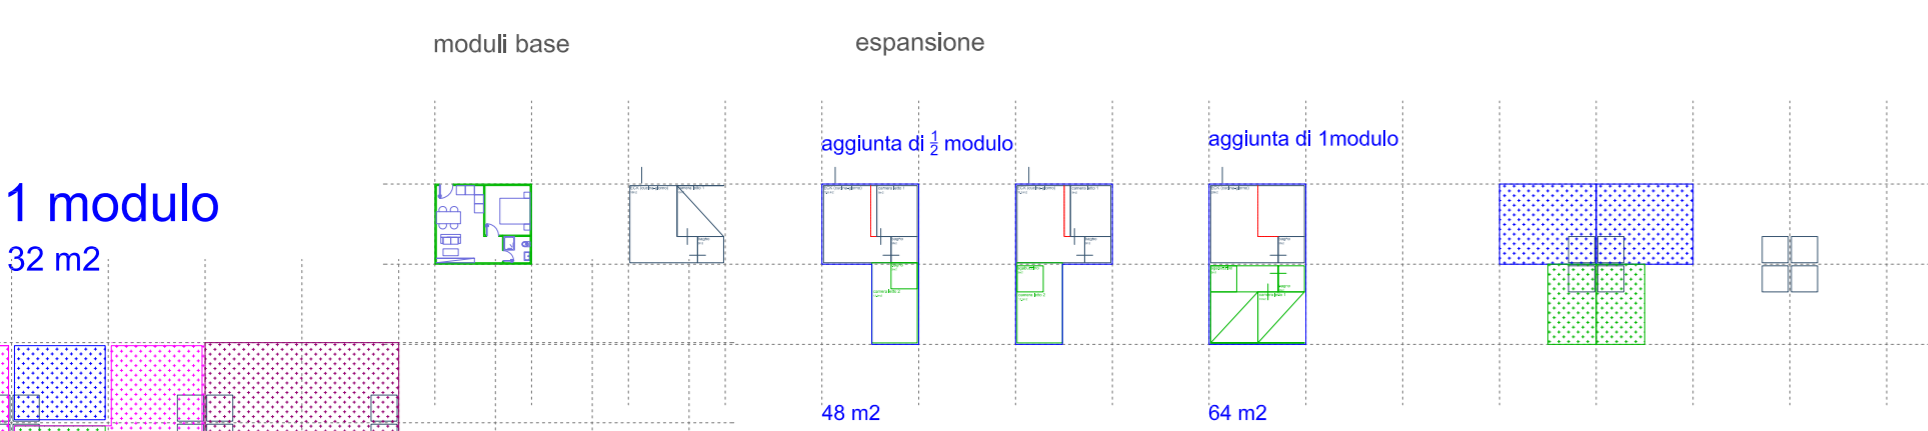 moduli base
espansione
aggiunta di ½ modulo
aggiunta di 1modulo
1 modulo
32 m2
48 m2
64 m2